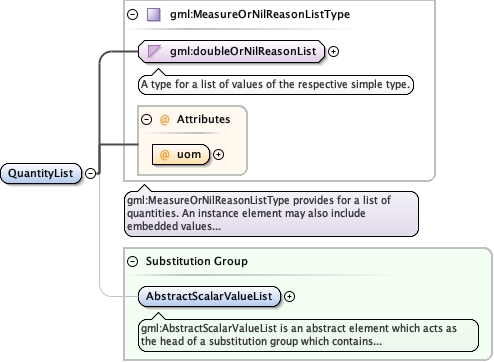 gml:MeasureOrNilReasonListType
gml:doubleOrNilReasonList
A type for a list of values of the respective simple type.
@ Attributes
@ uom
QuantityList
gml:MeasureOrNilReasonListType provides for a list of
quantities. An instance element may also include
embedded values...
Substitution Group
AbstractScalarValueList
gml:AbstractScalarValueList is an abstract element which acts as
the head of a substitution group which contains...